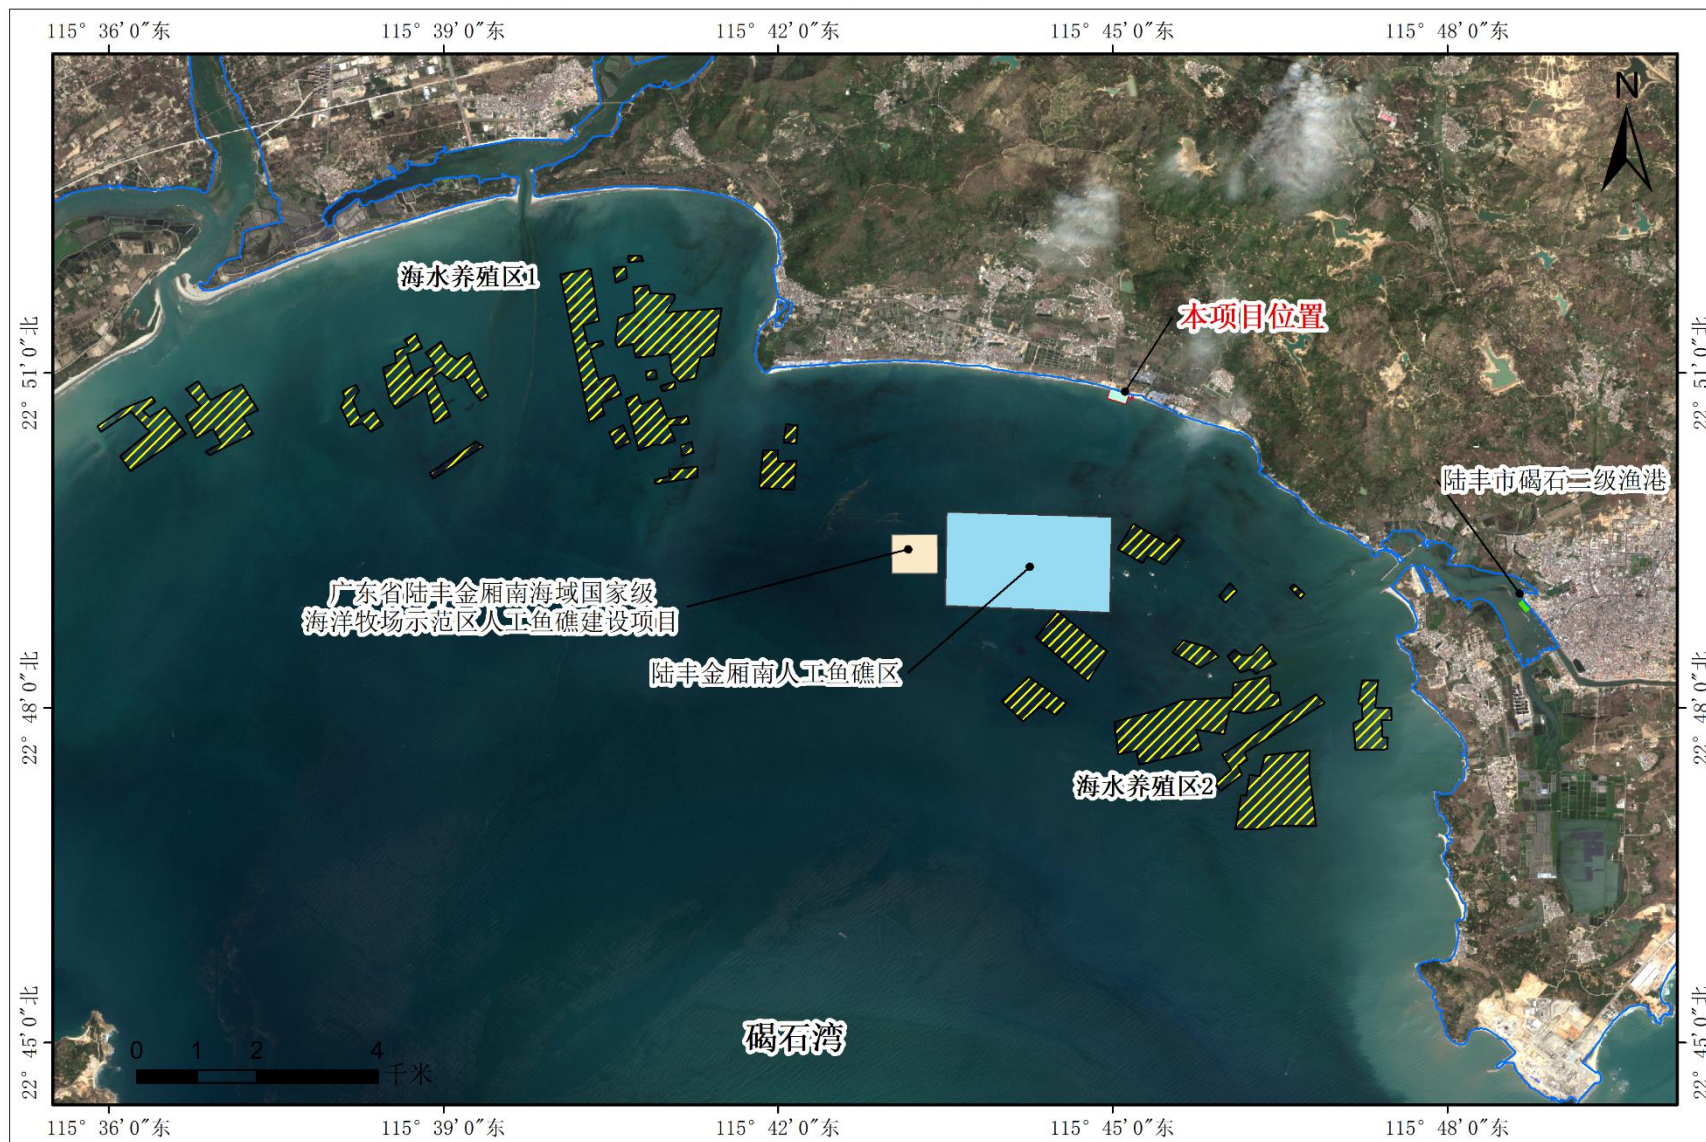 115° 36′ 0″东
115° 39′ 0″东
115° 42′ 0″东
115° 45′ 0″东
115° 48′ 0″东
N
海水养殖区1
本项目位置
22° 51′ 0″北
22° 51′ 0″北
陆丰市碣石二级渔港
广东省陆丰金厢南海域国家级
海洋牧场示范区人工鱼礁建设项目
陆丰金厢南人工鱼礁区
22° 48′ 0″北
22° 48′ 0″北
海水养殖区2
22° 45′ 0″北
22° 45′ 0″北
碣石湾
0 1 2 4
千米
115° 36′ 0″东
115° 39′ 0″东
115° 42′ 0″东
115° 45′ 0″东
115° 48′ 0″东